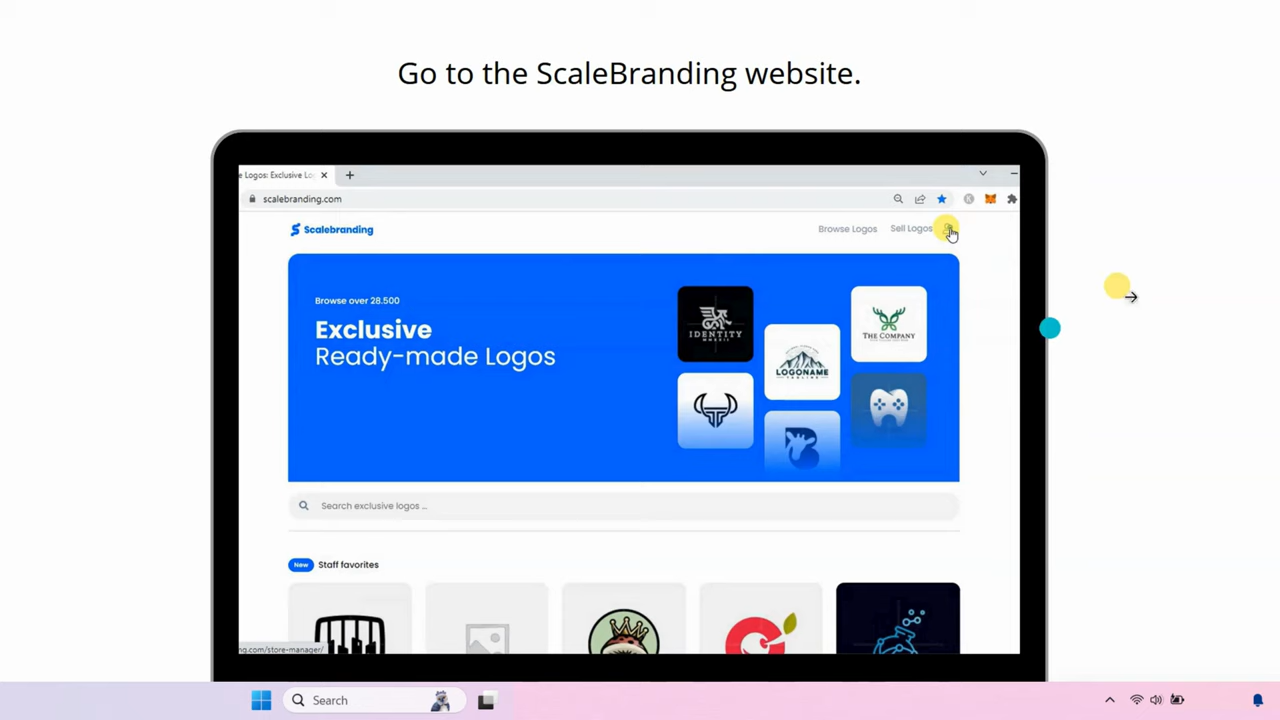 Go to the ScaleBranding website.
e Logos: Exclusive Lo
scalebranding.com
Scalebranding
Browse Logos
Sell Logos
Browse over 28.500
Exclusive
Ready-made Logos
IDENTITY
THE COMPANY
LOGONAME
Search exclusive logos ...
New Staff favorites
ng.com/store-manager/
Search